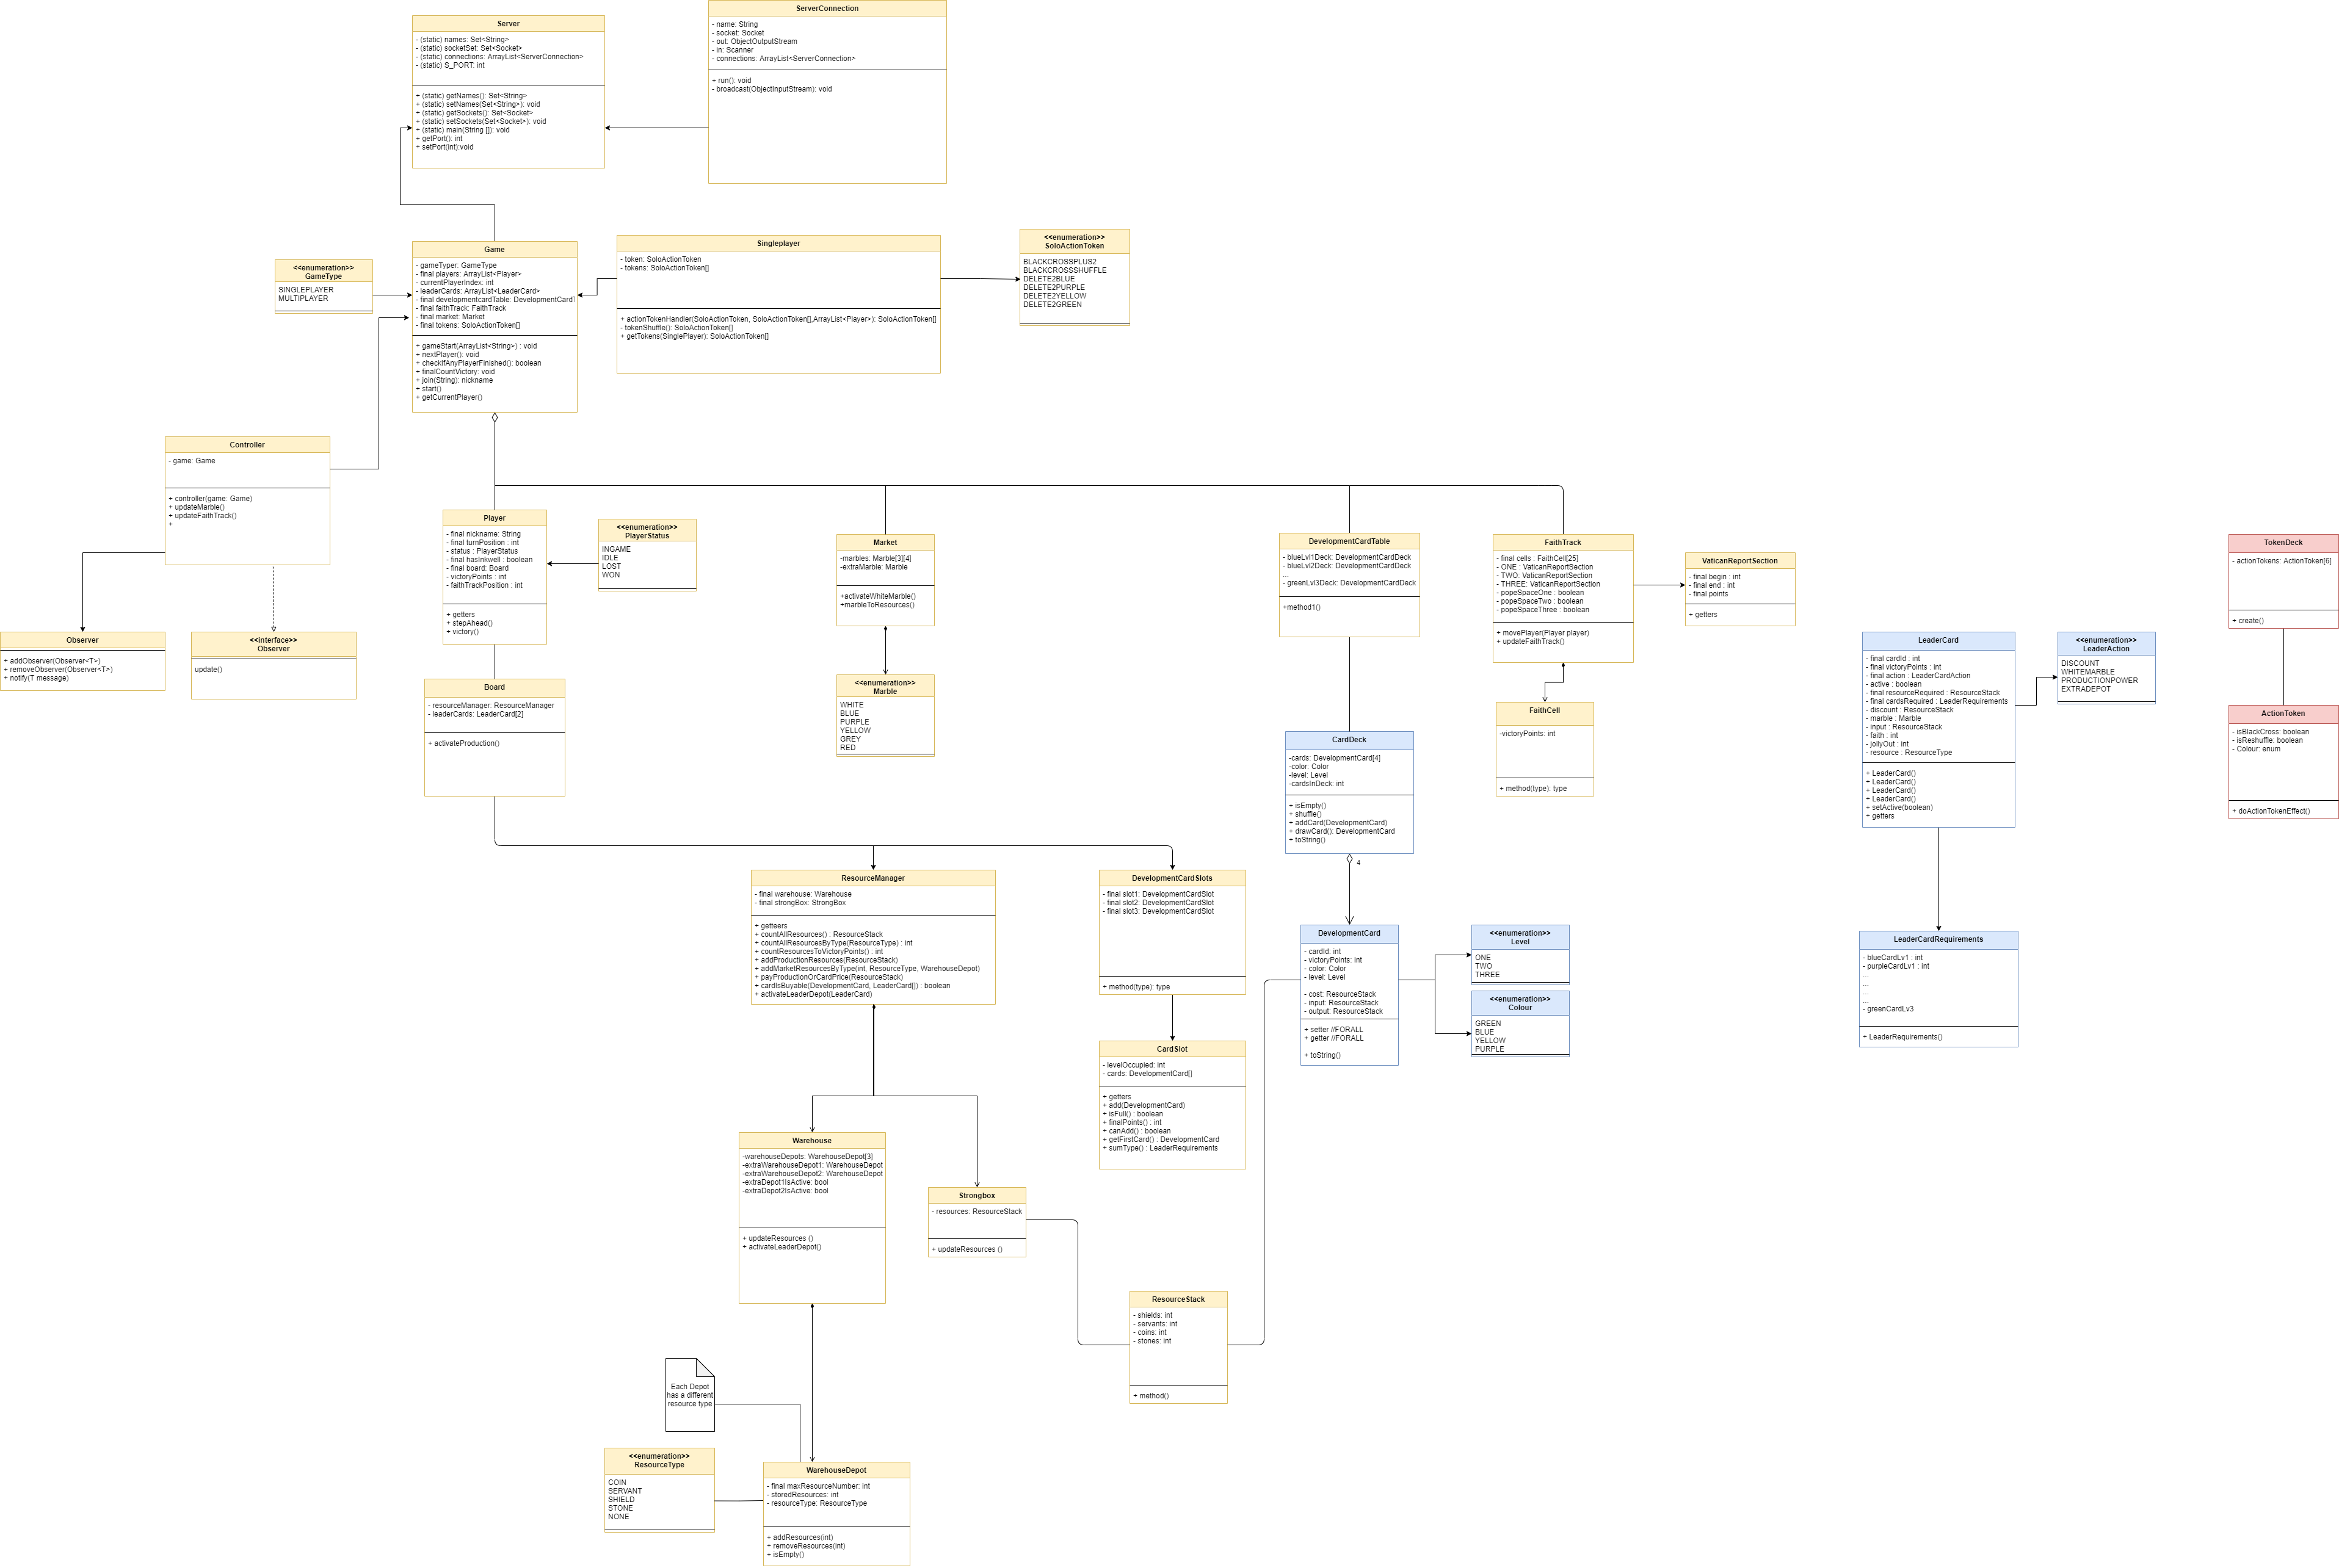 Server
- (static) names: Set<String>
- (static) socketSet: Set<Socket>
- (static) connections: ArrayList<ServerConnection>
- (static) S_PORT: int
+ (static) getNames(): Set<String>
+ (static) setNames(Set<String>): void
+ (static) getSockets(): Set<Socket>
+ (static) setSockets(Set<Socket>): void
+ (static) main(String []): void
+ getPort(): int
+ setPort(int):void
ServerConnection
- name: String
- socket: Socket
- out: ObjectOutputStream
- in: Scanner
- connections: ArrayList<ServerConnection>
+ run(): void
- broadcast(ObjectInputStream): void
<<enumeration>>
GameType
SINGLEPLAYER
MULTIPLAYER
Game
- gameTyper: GameType
- final players: ArrayList<Player>
- currentPlayerIndex: int
- leaderCards: ArrayList<LeaderCard>
- final developmentcardTable: DevelopmentCardT
- final faithTrack: FaithTrack
- final market: Market
- final tokens: SoloActionToken[]
+ gameStart(ArrayList<String>) : void
+ nextPlayer(): void
+ checkIfAnyPlayerFinished(): boolean
+ finalCountVictory: void
+ join(String): nickname
+ start()
+ getCurrentPlayer()
Singleplayer
- token: SoloActionToken
- tokens: SoloActionToken[]
+ actionTokenHandler(SoloActionToken, SoloActionToken[],ArrayList<Player>): SoloActionToken[]
- tokenShuffle(): SoloActionToken[]
+ getTokens(SinglePlayer): SoloActionToken[]
<<enumeration>>
SoloActionToken
BLACKCROSSPLUS2
BLACKCROSSSHUFFLE
DELETE2BLUE
DELETE2PURPLE
DELETE2YELLOW
DELETE2GREEN
Controller
- game: Game
+ controller(game: Game)
+ updateMarble()
+ updateFaithTrack()
+
Observer
+ addObserver(Observer<T>)
+ removeObserver(Observer<T>)
+ notify(T message)
<<interface>>
Observer
update()
Player
- final nickname: String
- final turnPosition : int
- status : PlayerStatus
- final hasInkwell : boolean
- final board: Board
- victoryPoints : int
- faithTrackPosition : int
+ getters
+ stepAhead()
+ victory()
<<enumeration>>
PlayerStatus
INGAME
IDLE
LOST
WON
Market
-marbles: Marble[3][4]
-extraMarble: Marble
+activateWhiteMarble()
+marbleToResources()
<<enumeration>>
Marble
WHITE
BLUE
PURPLE
YELLOW
GREY
RED
DevelopmentCardTable
- blueLvl1Deck: DevelopmentCardDeck
- blueLvl2Deck: DevelopmentCardDeck
...
- greenLvl3Deck: DevelopmentCardDeck
+method1()
FaithTrack
- final cells : FaithCell[25]
- ONE : VaticanReportSection
- TWO: VaticanReportSection
- THREE: VaticanReportSection
- popeSpaceOne : boolean
- popeSpaceTwo : boolean
- popeSpaceThree : boolean
+ movePlayer(Player player)
+ updateFaithTrack()
VaticanReportSection
- final begin : int
- final end : int
- final points
+ getters
FaithCell
-victoryPoints: int
+ method(type): type
TokenDeck
- actionTokens: ActionToken[6]
+ create()
ActionToken
- isBlackCross: boolean
- isReshuffle: boolean
- Colour: enum
+ doActionTokenEffect()
LeaderCard
- final cardId : int
- final victoryPoints : int
- final action : LeaderCardAction
- active : boolean
- final resourceRequired : ResourceStack
- final cardsRequired : LeaderRequirements
- discount : ResourceStack
- marble : Marble
- input : ResourceStack
- faith : int
- jollyOut : int
- resource : ResourceType
+ LeaderCard()
+ LeaderCard()
+ LeaderCard()
+ LeaderCard()
+ setActive(boolean)
+ getters
<<enumeration>>
LeaderAction
DISCOUNT
WHITEMARBLE
PRODUCTIONPOWER
EXTRADEPOT
LeaderCardRequirements
- blueCardLv1 : int
- purpleCardLv1 : int
...
...
...
...
- greenCardLv3
+ LeaderRequirements()
Board
- resourceManager: ResourceManager
- leaderCards: LeaderCard[2]
+ activateProduction()
CardDeck
-cards: DevelopmentCard[4]
-color: Color
-level: Level
-cardsInDeck: int
+ isEmpty()
+ shuffle()
+ addCard(DevelopmentCard)
+ drawCard(): DevelopmentCard
+ toString()
4
ResourceManager
- final warehouse: Warehouse
- final strongBox: StrongBox
+ getteers
+ countAllResources() : ResourceStack
+ countAllResourcesByType(ResourceType) : int
+ countResourcesToVictoryPoints() : int
+ addProductionResources(ResourceStack)
+ addMarketResourcesByType(int, ResourceType, WarehouseDepot)
+ payProductionOrCardPrice(ResourceStack)
+ cardIsBuyable(DevelopmentCard, LeaderCard[]) : boolean
+ activateLeaderDepot(LeaderCard)
DevelopmentCardSlots
- final slot1: DevelopmentCardSlot
- final slot2: DevelopmentCardSlot
- final slot3: DevelopmentCardSlot
+ method(type): type
DevelopmentCard
- cardId: int
- victoryPoints: int
- color: Color
- level: Level
- cost: ResourceStack
- input: ResourceStack
- output: ResourceStack
+ setter //FORALL
+ getter //FORALL
+ toString()
<<enumeration>>
Level
ONE
TWO
THREE
<<enumeration>>
Colour
GREEN
BLUE
YELLOW
PURPLE
CardSlot
- levelOccupied: int
- cards: DevelopmentCard[]
+ getters
+ add(DevelopmentCard)
+ isFull() : boolean
+ finalPoints() : int
+ canAdd() : boolean
+ getFirstCard() : DevelopmentCard
+ sumType() : LeaderRequirements
Warehouse
-warehouseDepots: WarehouseDepot[3]
-extraWarehouseDepot1: WarehouseDepot
-extraWarehouseDepot2: WarehouseDepot
-extraDepot1IsActive: bool
-extraDepot2IsActive: bool
+ updateResources ()
+ activateLeaderDepot()
Strongbox
- resources: ResourceStack
+ updateResources ()
ResourceStack
- shields: int
- servants: int
- coins: int
- stones: int
+ method()
Each Depot
has a different
resource type
<<enumeration>>
ResourceType
COIN
SERVANT
SHIELD
STONE
NONE
WarehouseDepot
- final maxResourceNumber: int
- storedResources: int
- resourceType: ResourceType
+ addResources(int)
+ removeResources(int)
+ isEmpty()